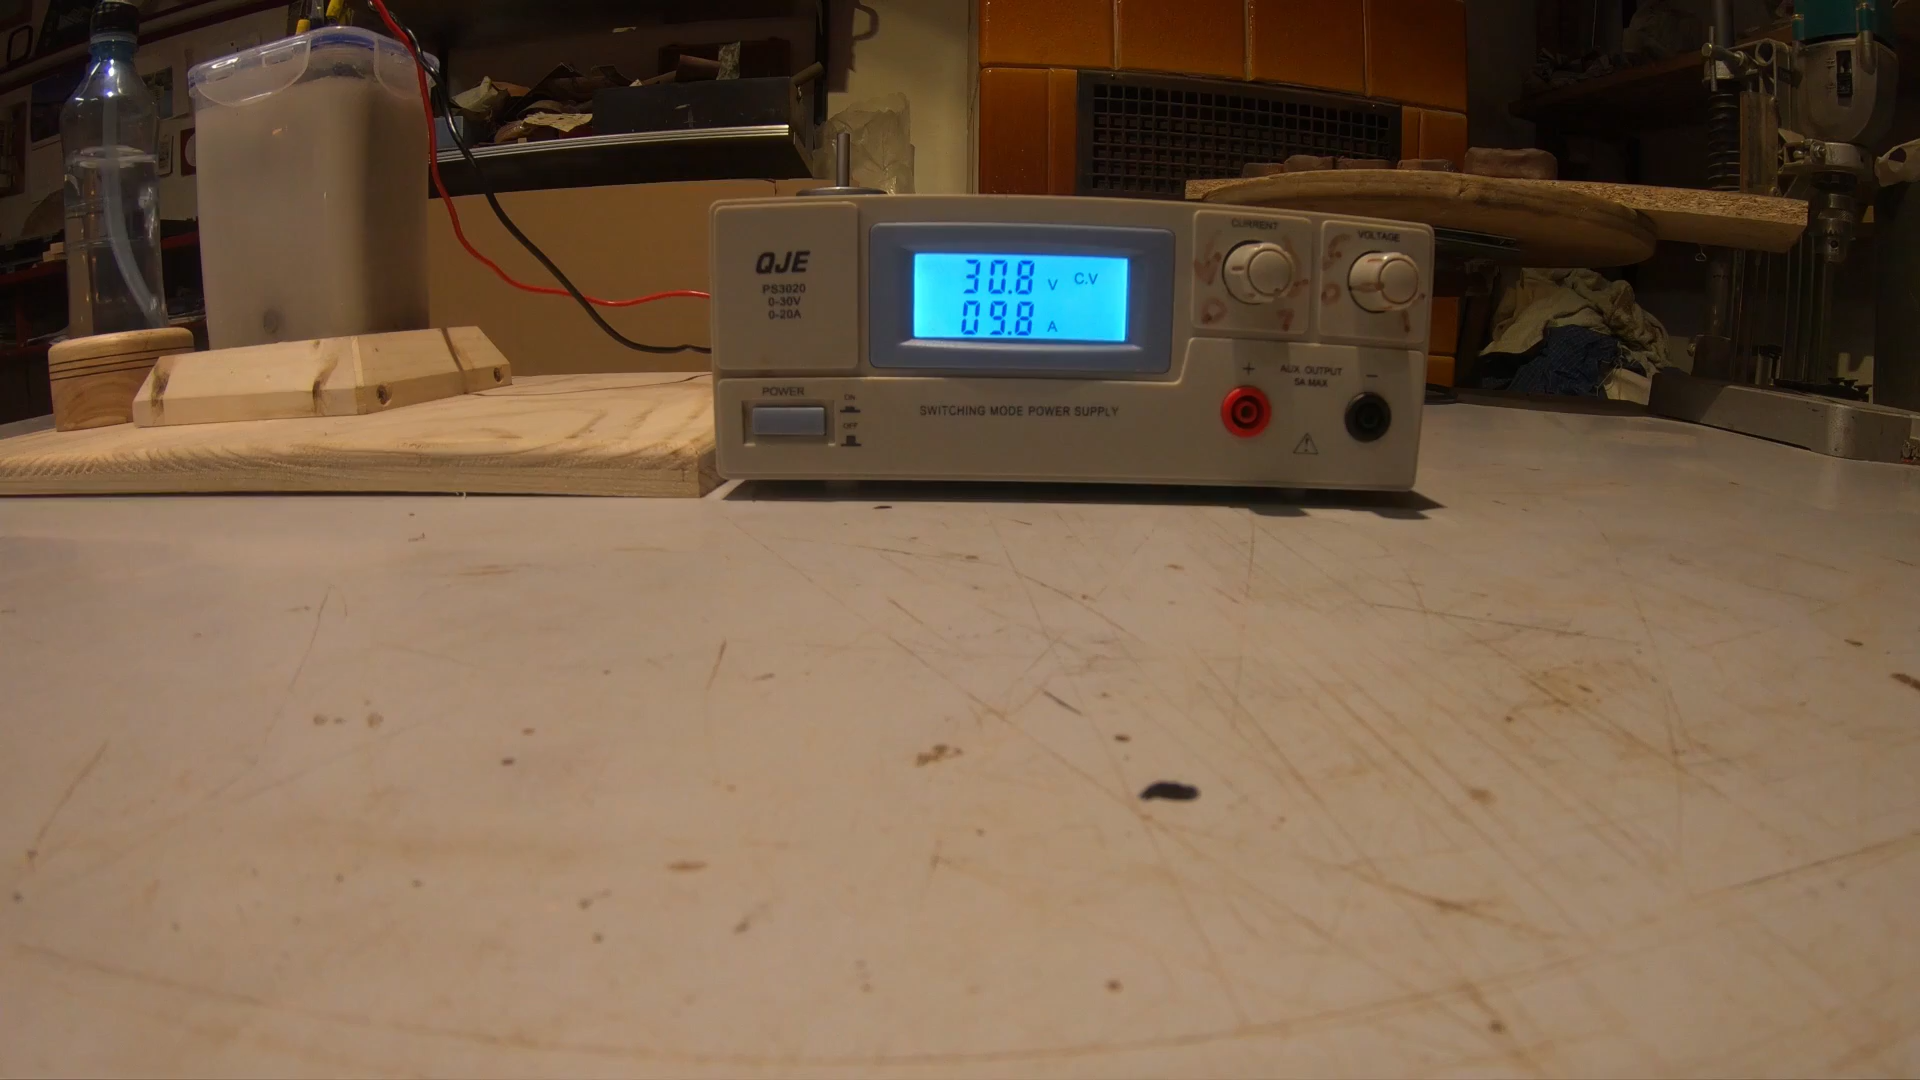 QJE
PS3020
0-30V
0-20A
30.8 V C.V
09.8 A
CURRENT
VOLTAGE
POWER
ON
OFF
SWITCHING MODE POWER SUPPLY
+ AUX. OUTPUT −
5A MAX